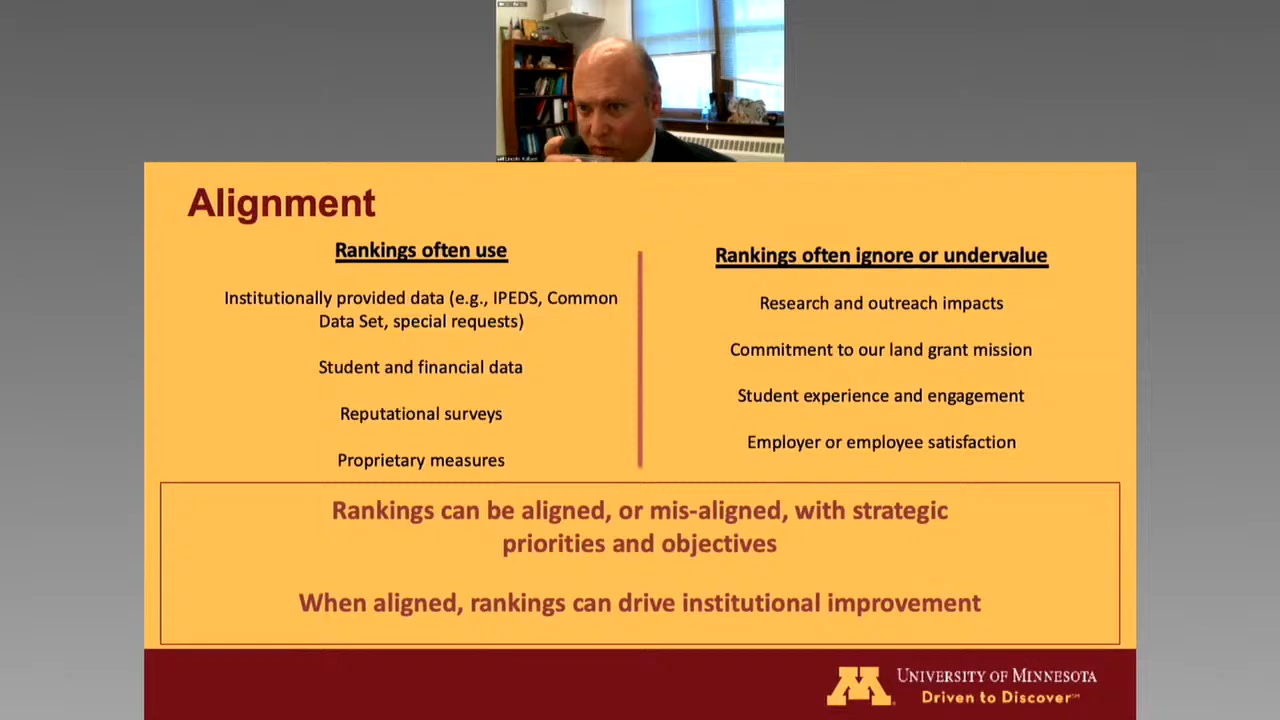 Alignment
Rankings often use
Institutionally provided data (e.g., IPEDS, Common
Data Set, special requests)
Student and financial data
Reputational surveys
Proprietary measures
Rankings often ignore or undervalue
Research and outreach impacts
Commitment to our land grant mission
Student experience and engagement
Employer or employee satisfaction
Rankings can be aligned, or mis-aligned, with strategic
priorities and objectives
When aligned, rankings can drive institutional improvement
M
UNIVERSITY OF MINNESOTA
Driven to Discover℠